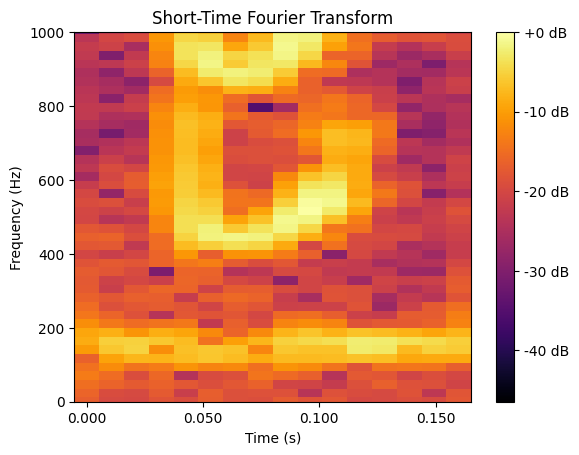 Short-Time Fourier Transform
1000
800
600
400
200
0
Frequency (Hz)
0.000
0.050
0.100
0.150
Time (s)
+0 dB
-10 dB
-20 dB
-30 dB
-40 dB